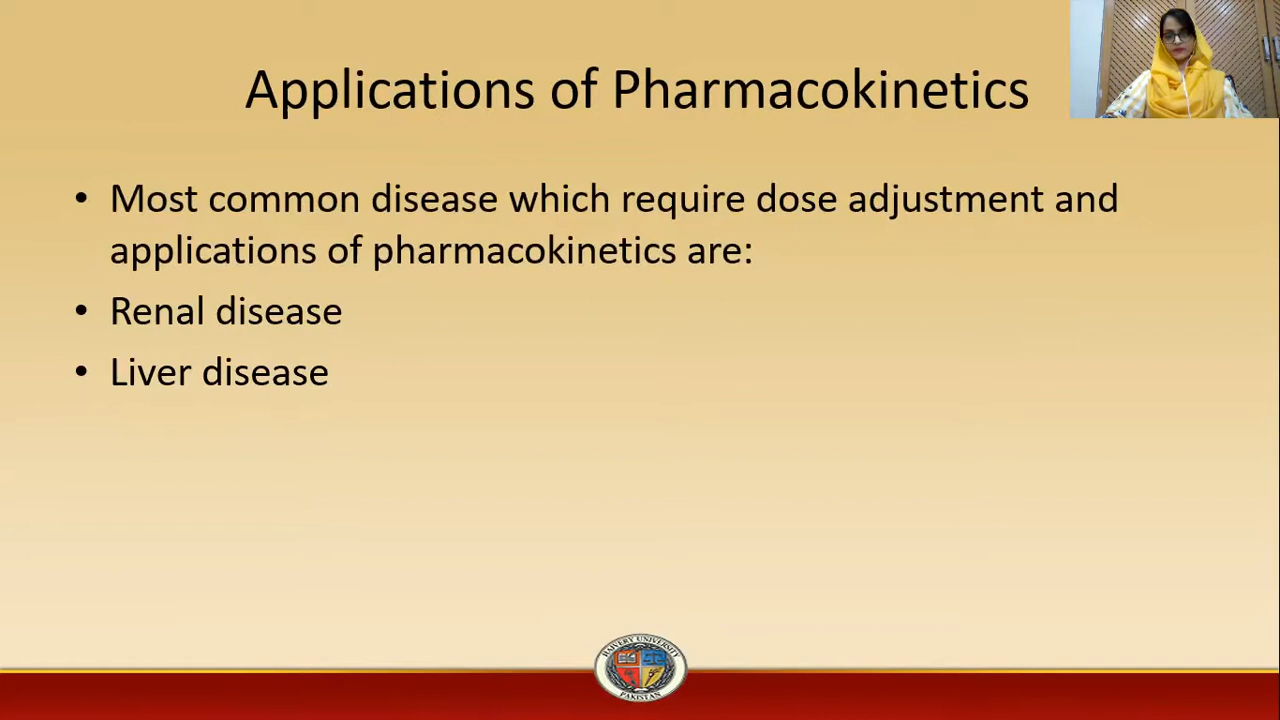 Applications of Pharmacokinetics
• Most common disease which require dose adjustment and
applications of pharmacokinetics are:
• Renal disease
• Liver disease
PAKISTAN